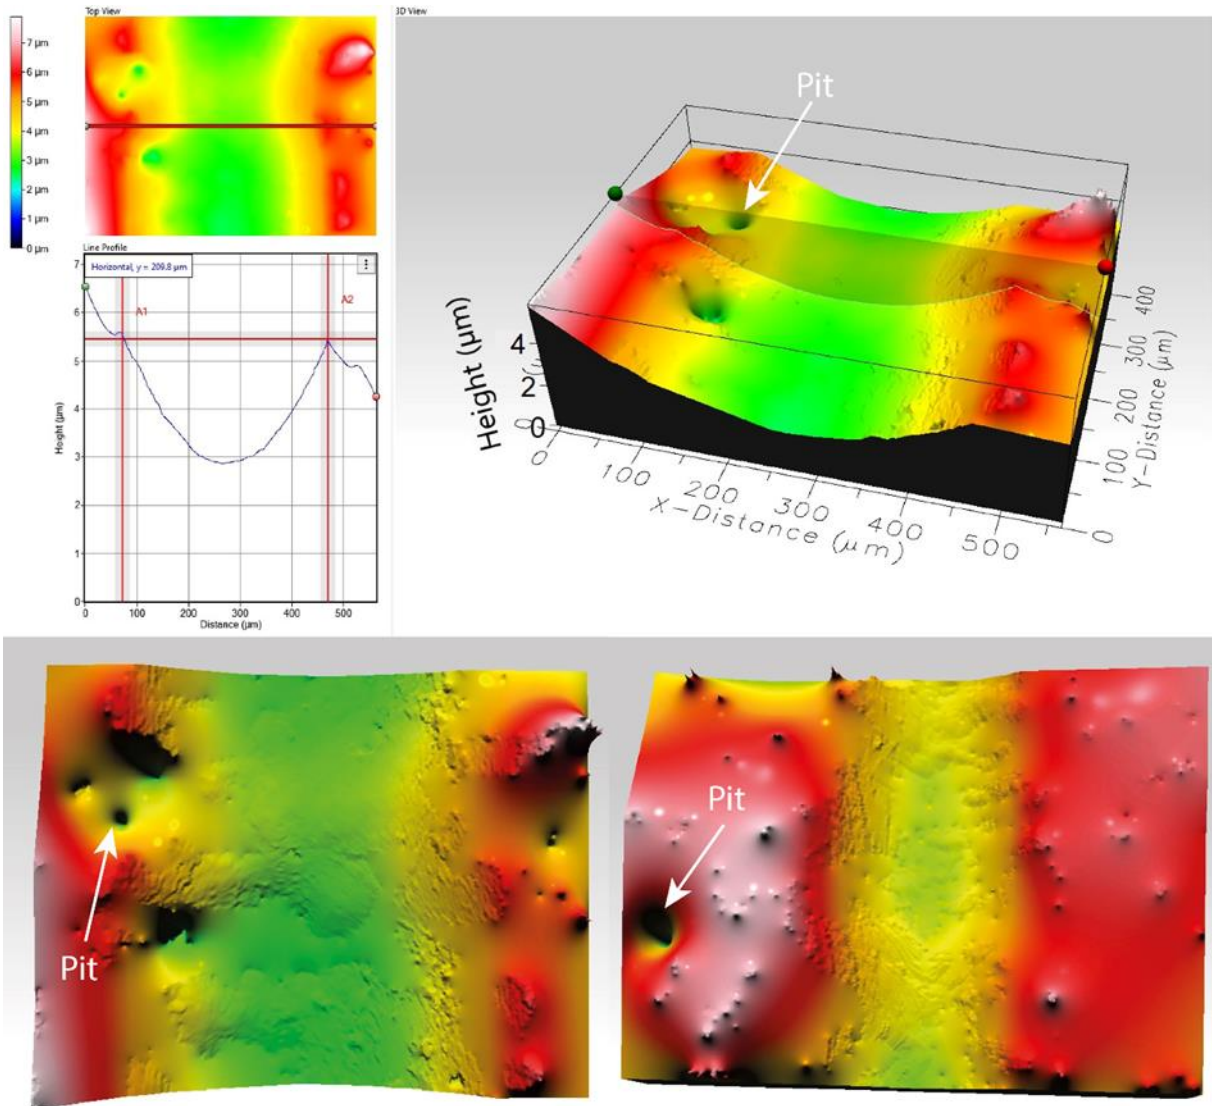 Top View
3D View
7 µm
6 µm
5 µm
4 µm
3 µm
2 µm
1 µm
0 µm
Line Profile
Horizontal, y = 209.8 µm
A1
A2
7
6
5
4
3
2
1
0
Height (µm)
0
100
200
300
400
500
Distance (µm)
Pit
Height (µm)
4
2
0
0
100
200
300
400
500
X-Distance (µm)
0
100
200
300
400
Y-Distance (µm)
Pit
Pit